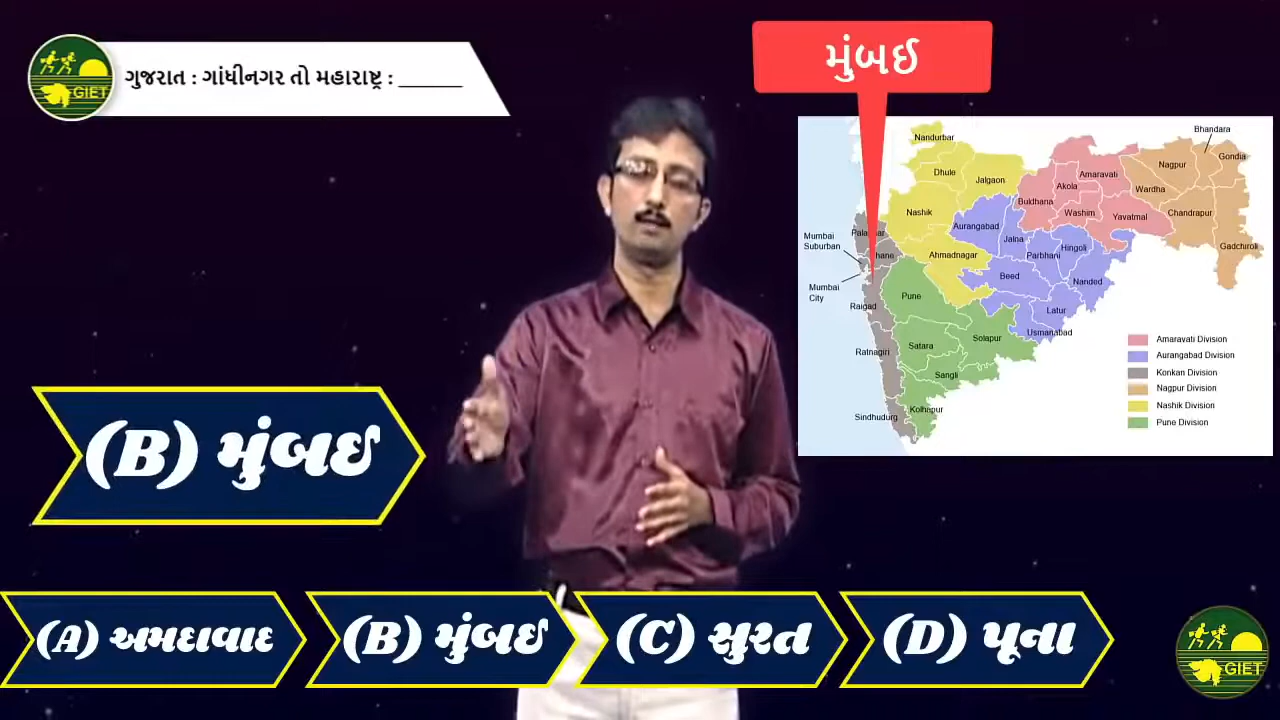 GIET
ગુજરાત : ગાંધીનગર તો મહારાષ્ટ્ર : ______
મુંબઈ
Bhandara
Nandurbar
Gondia
Nagpur
Dhule
Jalgaon
Amaravati
Akola
Wardha
Buldhana
Nashik
Washim
Yavatmal
Chandrapur
Aurangabad
Mumbai
Suburban
Jalna
Hingoli
Gadchiroli
Parbhani
Ahmadnagar
Beed
Nanded
Mumbai
City
Pune
Raigad
Latur
Usmanabad
Solapur
Satara
Ratnagiri
Sangli
Kolhapur
Sindhudurg
Amaravati Division
Aurangabad Division
Konkan Division
Nagpur Division
Nashik Division
Pune Division
(B) મુંબઈ
(A) અમદાવાદ
(B) મુંબઈ
(C) સુરત
(D) પૂના
GIET